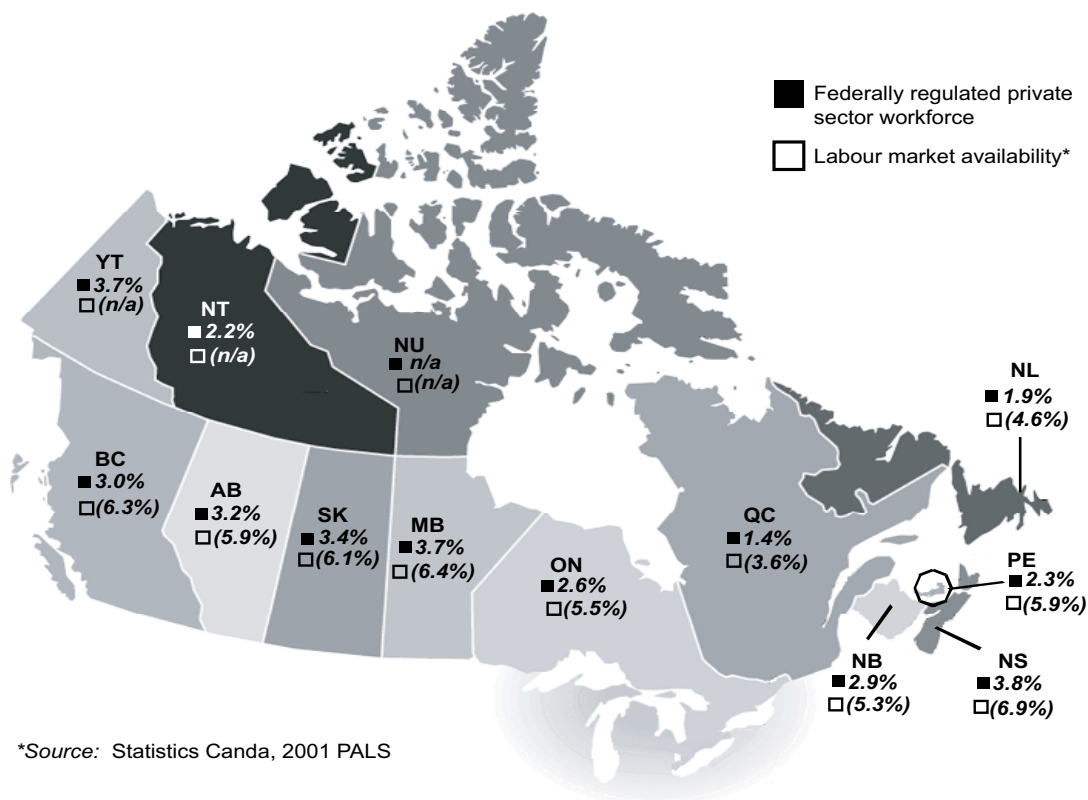 Federally regulated private
sector workforce
Labour market availability*
YT
3.7%
(n/a)
NT
2.2%
(n/a)
NU
n/a
(n/a)
NL
1.9%
(4.6%)
BC
3.0%
(6.3%)
AB
3.2%
(5.9%)
SK
3.4%
(6.1%)
MB
3.7%
(6.4%)
ON
2.6%
(5.5%)
QC
1.4%
(3.6%)
PE
2.3%
(5.9%)
NB
2.9%
(5.3%)
NS
3.8%
(6.9%)
*Source: Statistics Canda, 2001 PALS